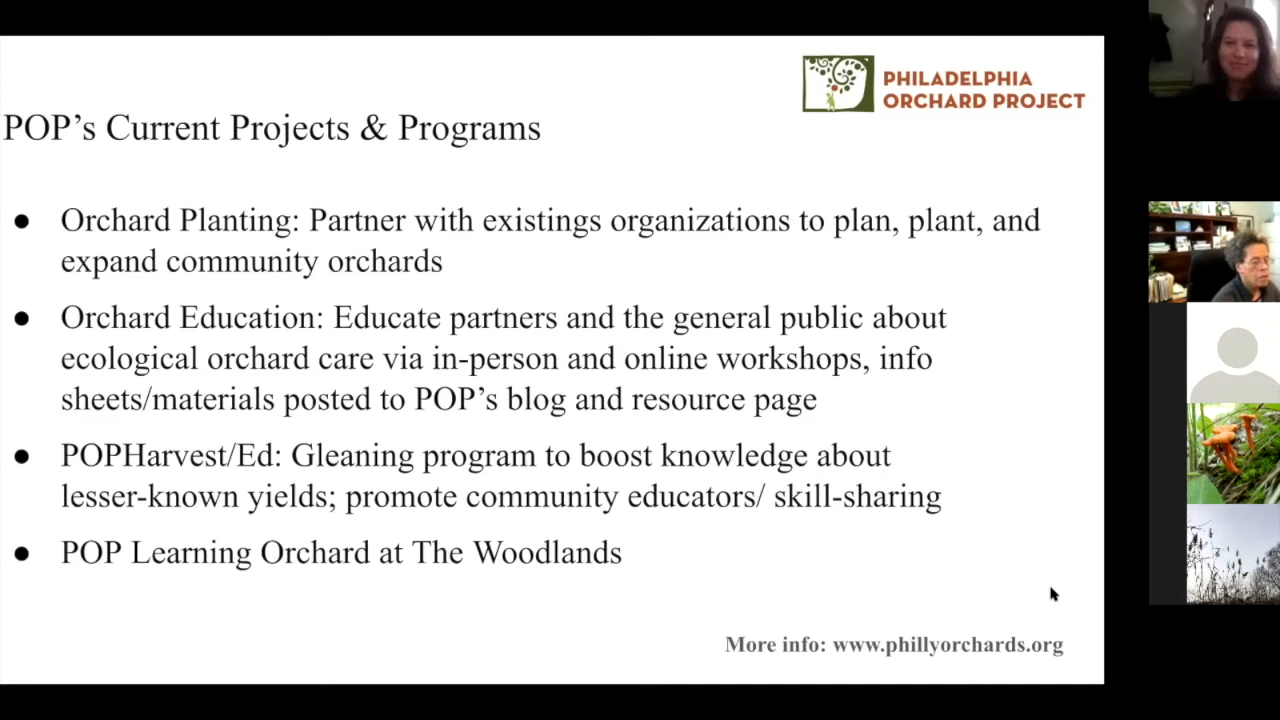 PHILADELPHIA
ORCHARD PROJECT
POP’s Current Projects & Programs
● Orchard Planting: Partner with existings organizations to plan, plant, and
expand community orchards
● Orchard Education: Educate partners and the general public about
ecological orchard care via in-person and online workshops, info
sheets/materials posted to POP’s blog and resource page
● POPHarvest/Ed: Gleaning program to boost knowledge about
lesser-known yields; promote community educators/ skill-sharing
● POP Learning Orchard at The Woodlands
More info: www.phillyorchards.org